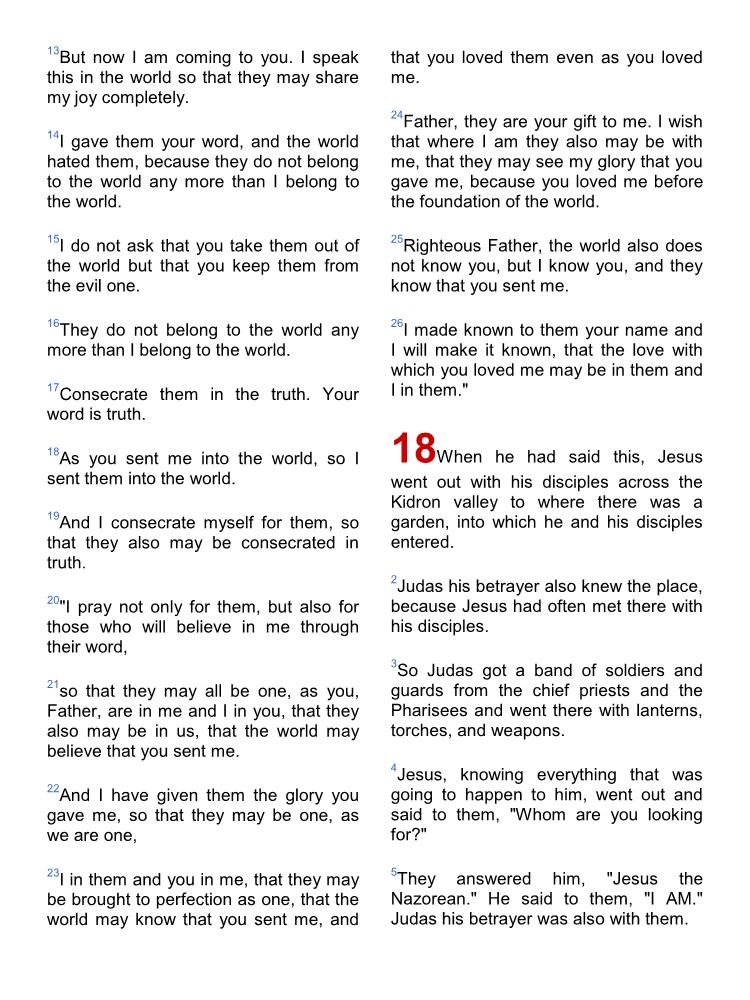 13But now I am coming to you. I speak
this in the world so that they may share
my joy completely.
14I gave them your word, and the world
hated them, because they do not belong
to the world any more than I belong to
the world.
15I do not ask that you take them out of
the world but that you keep them from
the evil one.
16They do not belong to the world any
more than I belong to the world.
17Consecrate them in the truth. Your
word is truth.
18As you sent me into the world, so I
sent them into the world.
19And I consecrate myself for them, so
that they also may be consecrated in
truth.
20"I pray not only for them, but also for
those who will believe in me through
their word,
21so that they may all be one, as you,
Father, are in me and I in you, that they
also may be in us, that the world may
believe that you sent me.
22And I have given them the glory you
gave me, so that they may be one, as
we are one,
23I in them and you in me, that they may
be brought to perfection as one, that the
world may know that you sent me, and
that you loved them even as you loved
me.
24Father, they are your gift to me. I wish
that where I am they also may be with
me, that they may see my glory that you
gave me, because you loved me before
the foundation of the world.
25Righteous Father, the world also does
not know you, but I know you, and they
know that you sent me.
26I made known to them your name and
I will make it known, that the love with
which you loved me may be in them and
I in them."
18When he had said this, Jesus
went out with his disciples across the
Kidron valley to where there was a
garden, into which he and his disciples
entered.
2Judas his betrayer also knew the place,
because Jesus had often met there with
his disciples.
3So Judas got a band of soldiers and
guards from the chief priests and the
Pharisees and went there with lanterns,
torches, and weapons.
4Jesus, knowing everything that was
going to happen to him, went out and
said to them, "Whom are you looking
for?"
5They answered him, "Jesus the
Nazorean." He said to them, "I AM."
Judas his betrayer was also with them.